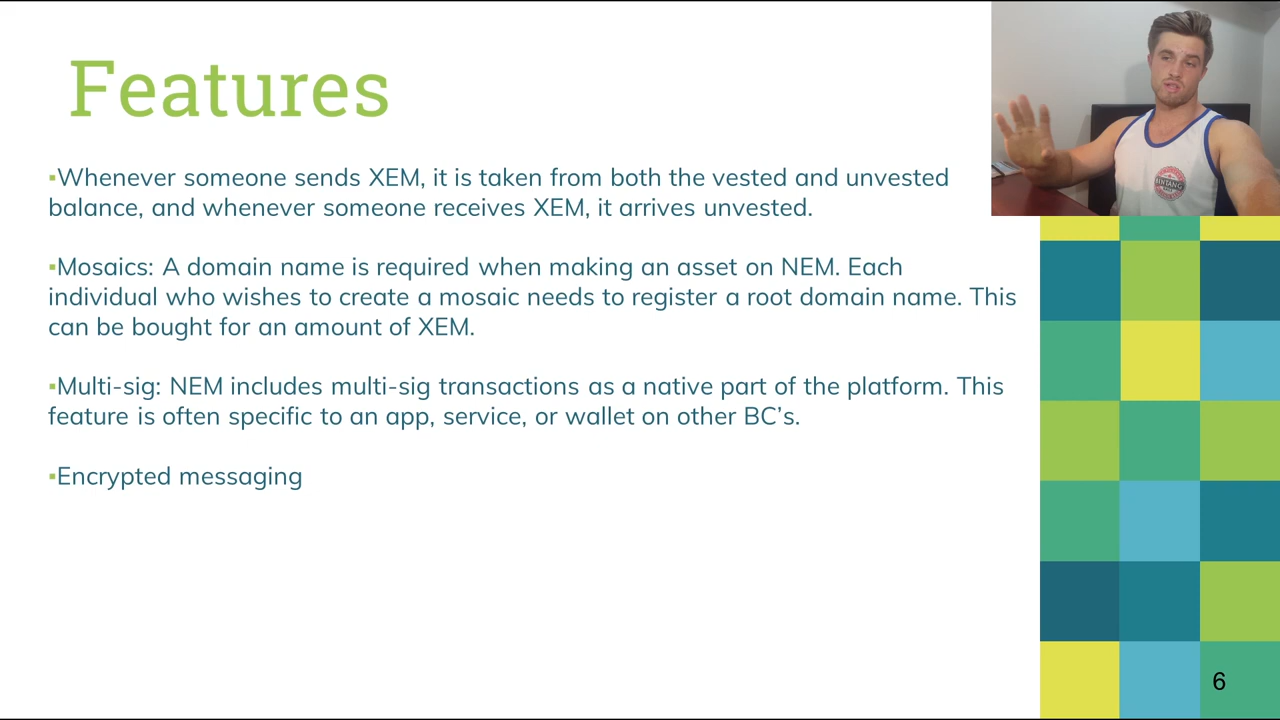 Features
▪Whenever someone sends XEM, it is taken from both the vested and unvested
balance, and whenever someone receives XEM, it arrives unvested.
▪Mosaics: A domain name is required when making an asset on NEM. Each
individual who wishes to create a mosaic needs to register a root domain name. This
can be bought for an amount of XEM.
▪Multi-sig: NEM includes multi-sig transactions as a native part of the platform. This
feature is often specific to an app, service, or wallet on other BC’s.
▪Encrypted messaging
BINTANG
6